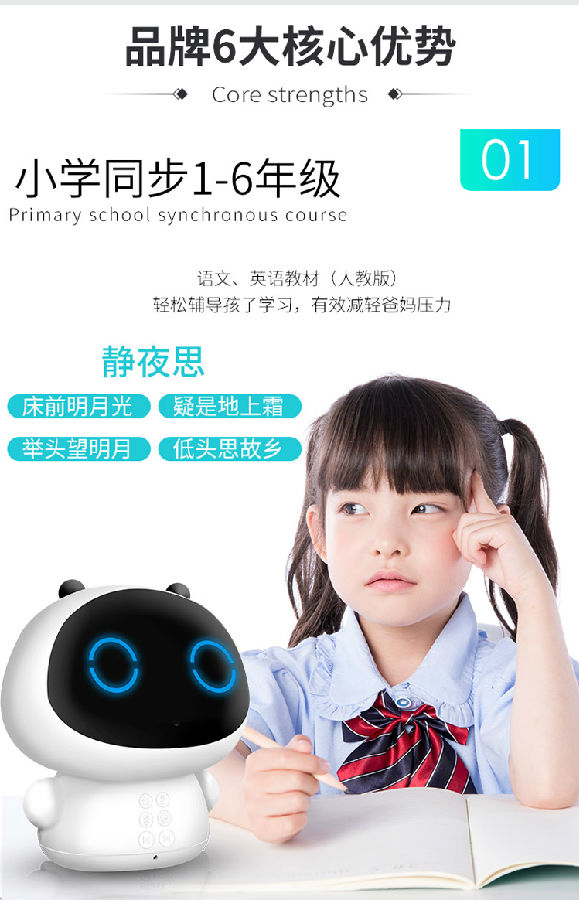 品牌6大核心优势
Core strengths
01
小学同步1-6年级
Primary school synchronous course
语文、英语教材（人教版）
轻松辅导孩了学习，有效减轻爸妈压力
静夜思
床前明月光 疑是地上霜
举头望明月 低头思故乡